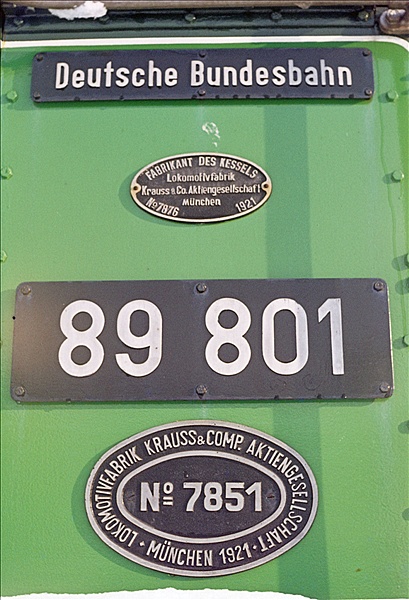 Deutsche Bundesbahn
FABRIKANT DES KESSELS
Lokomotivfabrik
Krauss & Co. Aktiengesellschaft
München
No 7876 1921
89 801
LOKOMOTIVFABRIK KRAUSS & COMP. AKTIENGESELLSCHAFT
No 7851
• MÜNCHEN 1921 •